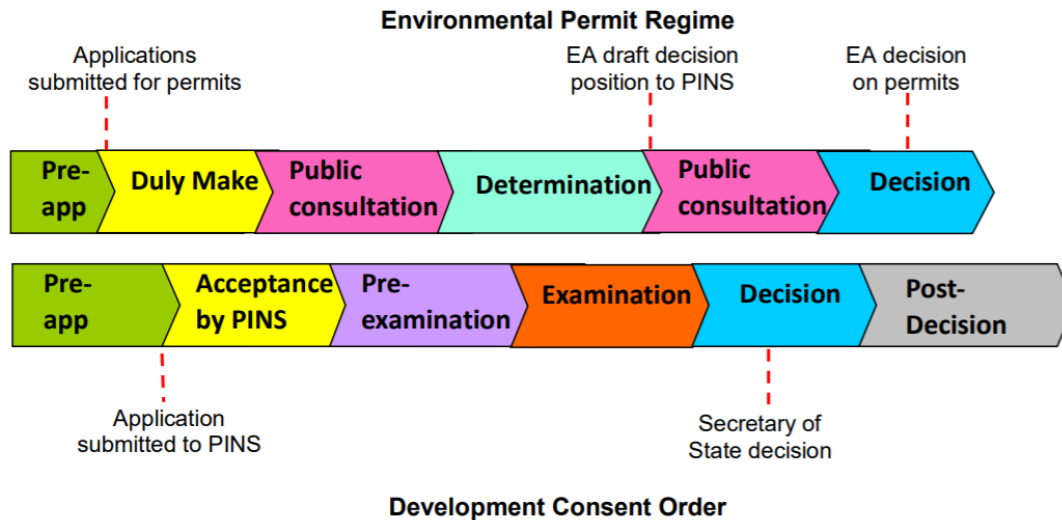 Environmental Permit Regime
Applications
submitted for permits
EA draft decision
position to PINS
EA decision
on permits
Pre-
app
Duly Make
Public
consultation
Determination
Public
consultation
Decision
Pre-
app
Acceptance
by PINS
Pre-
examination
Examination
Decision
Post-
Decision
Application
submitted to PINS
Secretary of
State decision
Development Consent Order